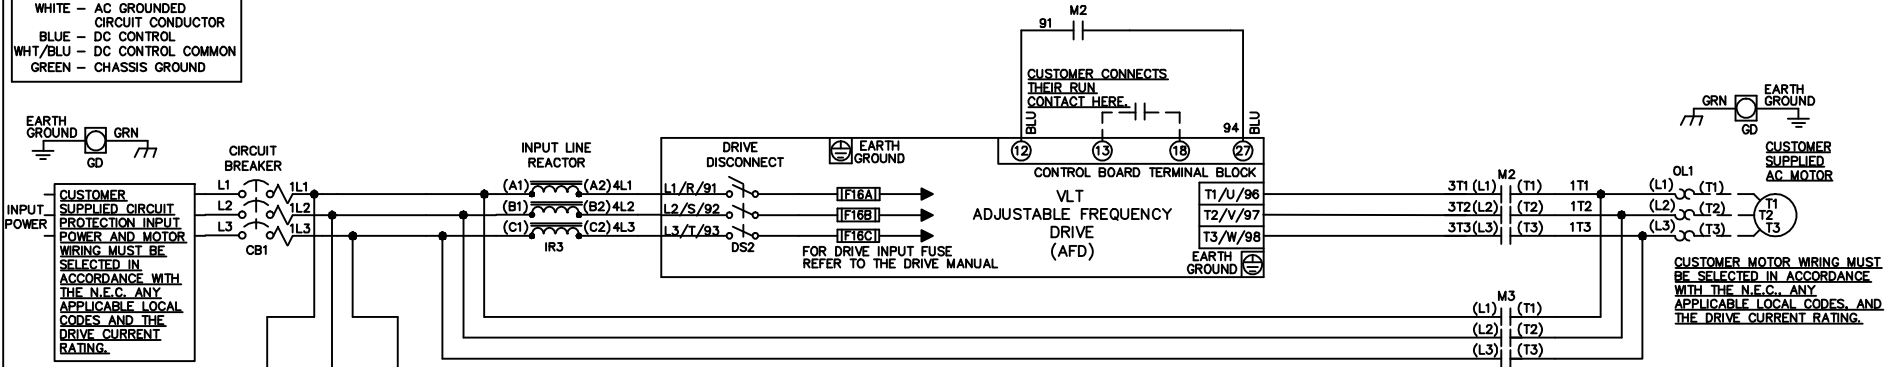 WHITE – AC GROUNDED
CIRCUIT CONDUCTOR
BLUE – DC CONTROL
WHT/BLU – DC CONTROL COMMON
GREEN – CHASSIS GROUND
EARTH
GROUND
GRN
GD
INPUT
POWER
CUSTOMER
SUPPLIED CIRCUIT
PROTECTION INPUT
POWER AND MOTOR
WIRING MUST BE
SELECTED IN
ACCORDANCE WITH
THE N.E.C. ANY
APPLICABLE LOCAL
CODES AND THE
DRIVE CURRENT
RATING.
CIRCUIT
BREAKER
L1 1L1
L2 1L2
L3 1L3
CB1
INPUT LINE
REACTOR
(A1) (A2) 4L1
(B1) (B2) 4L2
(C1) (C2) 4L3
IR3
DRIVE
DISCONNECT
L1/R/91
L2/S/92
L3/T/93
DS2
EARTH
GROUND
F16A
F16B
F16C
FOR DRIVE INPUT FUSE
REFER TO THE DRIVE MANUAL
91 M2
CUSTOMER CONNECTS
THEIR RUN
CONTACT HERE.
BLU
94 BLU
12 13 18 27
CONTROL BOARD TERMINAL BLOCK
VLT
ADJUSTABLE FREQUENCY
DRIVE
(AFD)
T1/U/96
T2/V/97
T3/W/98
EARTH
GROUND
M2
3T1 (L1) (T1) 1T1
3T2 (L2) (T2) 1T2
3T3 (L3) (T3) 1T3
M3
(L1) (T1)
(L2) (T2)
(L3) (T3)
OL1
(L1) (T1)
(L2) (T2)
(L3) (T3)
T1
T2
T3
GRN
GD
EARTH
GROUND
CUSTOMER
SUPPLIED
AC MOTOR
CUSTOMER MOTOR WIRING MUST
BE SELECTED IN ACCORDANCE
WITH THE N.E.C., ANY
APPLICABLE LOCAL CODES, AND
THE DRIVE CURRENT RATING.